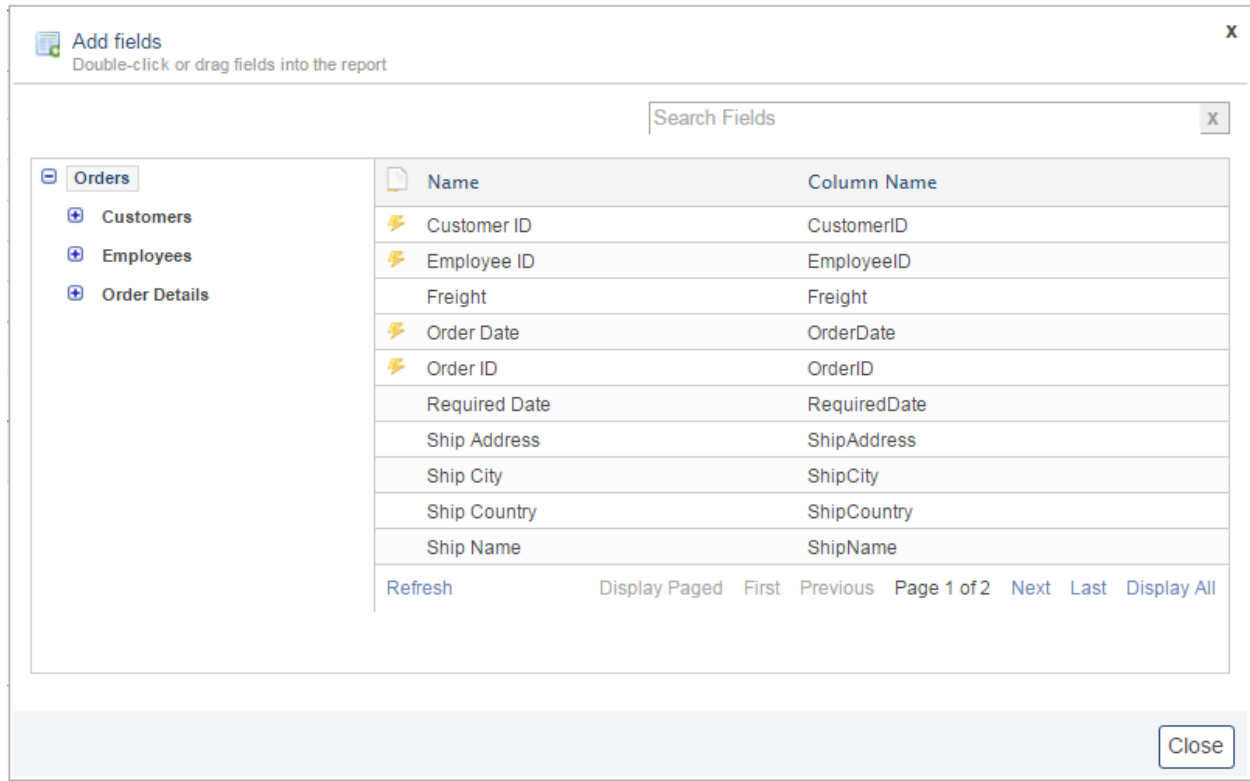 Add fields
x
Double-click or drag fields into the report
Search Fields
x
Orders
Customers
Employees
Order Details
Name Column Name
Customer ID CustomerID
Employee ID EmployeeID
Freight Freight
Order Date OrderDate
Order ID OrderID
Required Date RequiredDate
Ship Address ShipAddress
Ship City ShipCity
Ship Country ShipCountry
Ship Name ShipName
Refresh Display Paged First Previous Page 1 of 2 Next Last Display All
Close